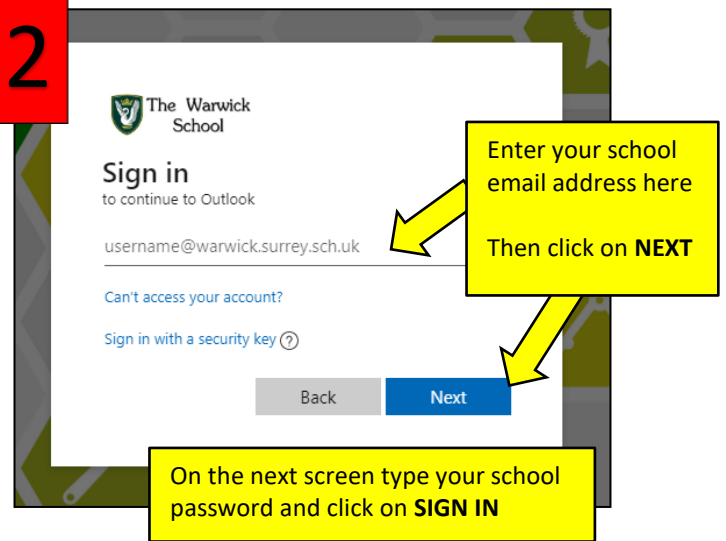 2
The Warwick
School
Sign in
to continue to Outlook
username@warwick.surrey.sch.uk
Can't access your account?
Sign in with a security key
Back
Next
Enter your school
email address here
Then click on NEXT
On the next screen type your school
password and click on SIGN IN